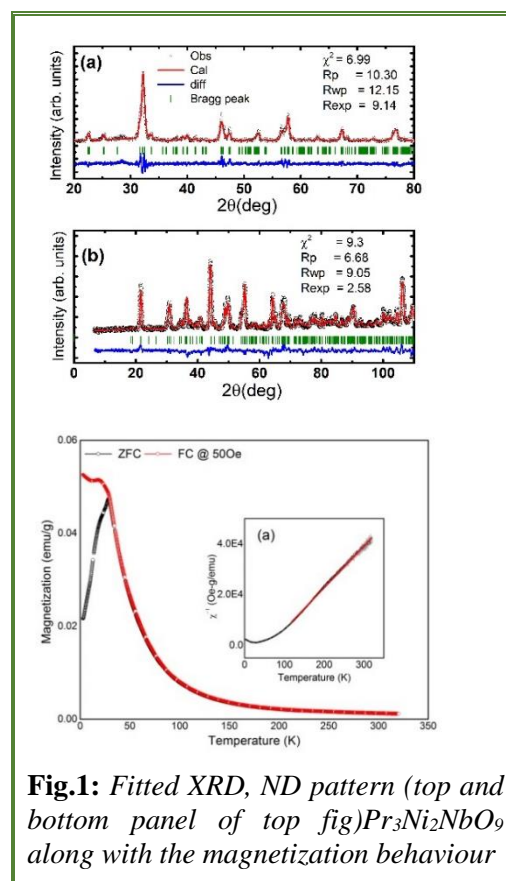 (a)
Obs
Cal
diff
Bragg peak
χ² = 6.99
Rp = 10.30
Rwp = 12.15
Rexp = 9.14
Intensity (arb. units)
20 30 40 50 60 70 80
2θ(deg)
(b)
χ² = 9.3
Rp = 6.68
Rwp = 9.05
Rexp = 2.58
Intensity (arb. units)
0 20 40 60 80 100
2θ(deg)
ZFC FC @ 50Oe
Magnetization (emu/g)
0.06
0.04
0.02
0.00
(a)
χ⁻¹ (Oe-g/emu)
4.0E4
2.0E4
0.0
0 100 200 300
Temperature (K)
0 50 100 150 200 250 300 350
Temperature (K)
Fig.1: Fitted XRD, ND pattern (top and
bottom panel of top fig)Pr₃Ni₂NbO₉
along with the magnetization behaviour